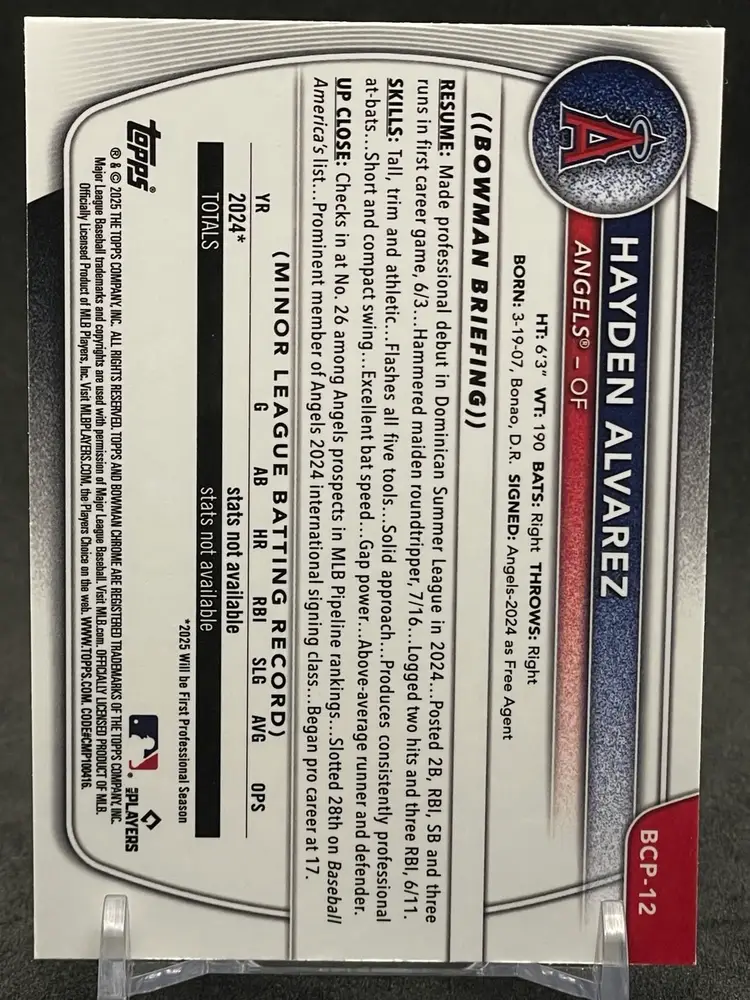 BCP-12
A
HAYDEN ALVAREZ
ANGELS® – OF
HT: 6'3" WT: 190 BATS: Right THROWS: Right
BORN: 3-19-07, Bonao, D.R. SIGNED: Angels-2024 as Free Agent
((BOWMAN BRIEFING))
RESUME: Made professional debut in Dominican Summer League in 2024...Posted 2B, RBI, SB and three
runs in first career game, 6/3...Hammered maiden roundtripper, 7/16...Logged two hits and three RBI, 6/11.
SKILLS: Tall, trim and athletic...Flashes all five tools...Solid approach...Produces consistently professional
at-bats...Short and compact swing...Excellent bat speed...Gap power...Above-average runner and defender.
UP CLOSE: Checks in at No. 26 among Angels prospects in MLB Pipeline rankings...Slotted 28th on Baseball
America's list...Prominent member of Angels 2024 international signing class...Began pro career at 17.
(MINOR LEAGUE BATTING RECORD)
YR G AB HR RBI SLG AVG OPS
2024* stats not available
TOTALS stats not available
*2025 Will be First Professional Season
topps®
® & © 2025 THE TOPPS COMPANY, INC. ALL RIGHTS RESERVED. TOPPS AND BOWMAN CHROME ARE REGISTERED TRADEMARKS OF THE TOPPS COMPANY, INC.
Major League Baseball trademarks and copyrights are used with permission of Major League Baseball. Visit MLB.com. OFFICIALLY LICENSED PRODUCT OF MLB.
Officially Licensed Product of MLB Players, Inc. Visit MLBPLAYERS.COM, the Players Choice on the web. WWW.TOPPS.COM. CODE#CMP100416.
MLB PLAYERS